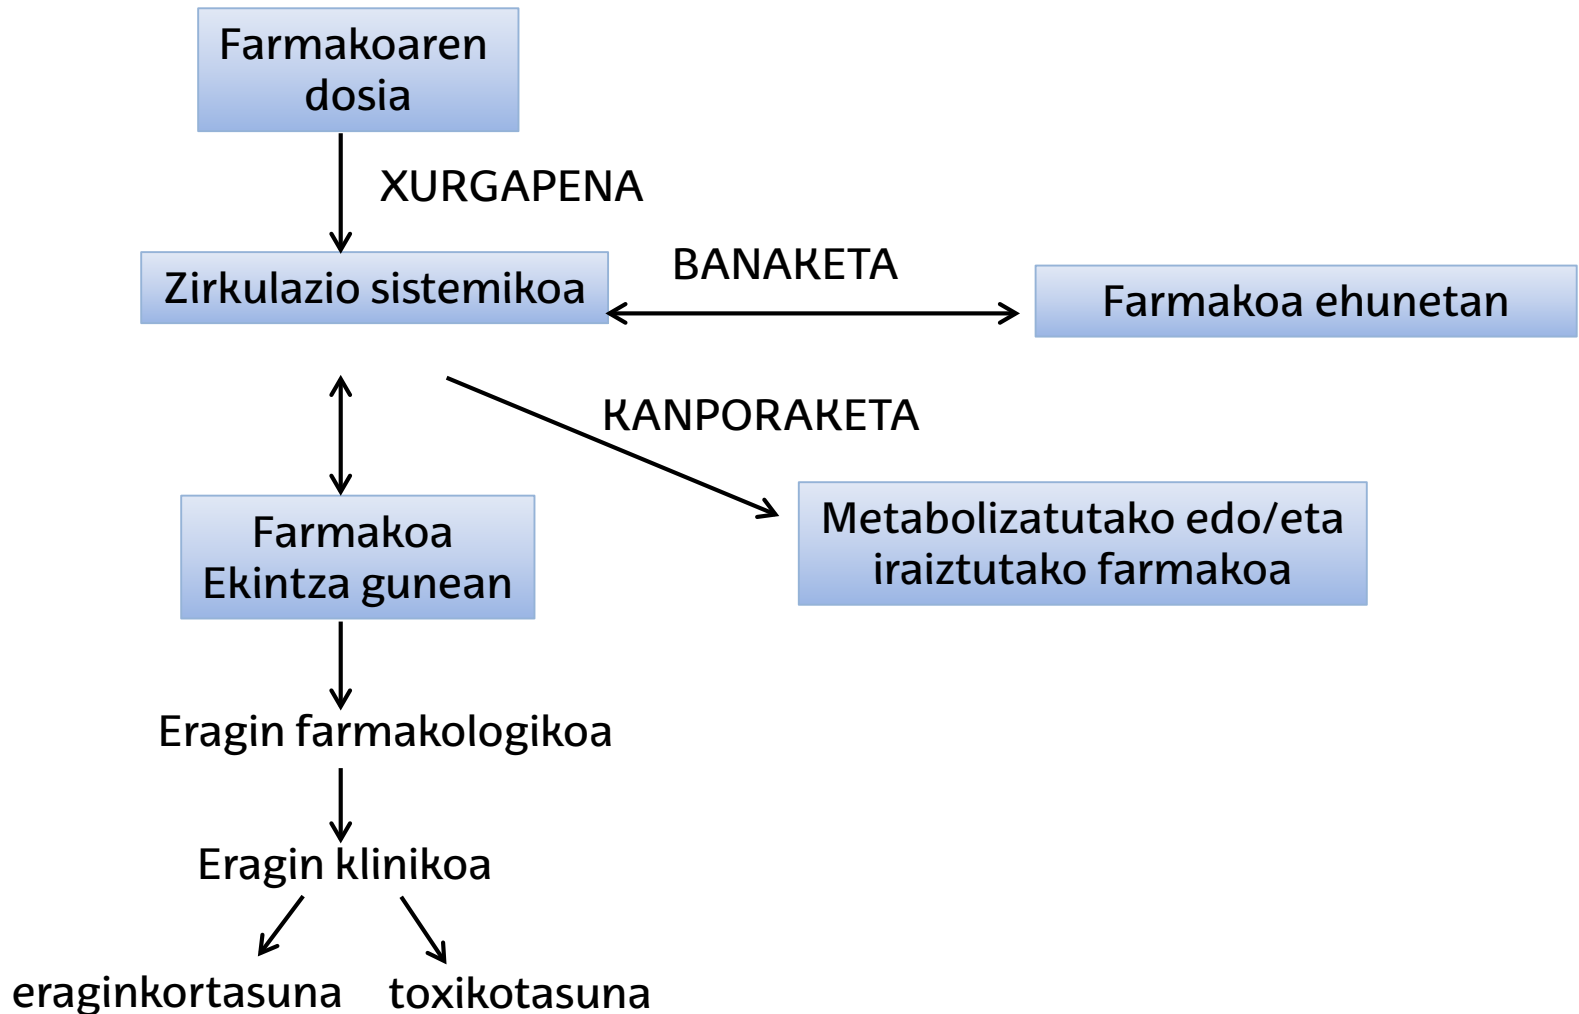 Farmakoaren
dosia
XURGAPENA
Zirkulazio sistemikoa
BANAKETA
Farmakoa ehunetan
KANPORAKETA
Farmakoa
Ekintza gunean
Metabolizatutako edo/eta
iraiztutako farmakoa
Eragin farmakologikoa
Eragin klinikoa
eraginkortasuna
toxikotasuna